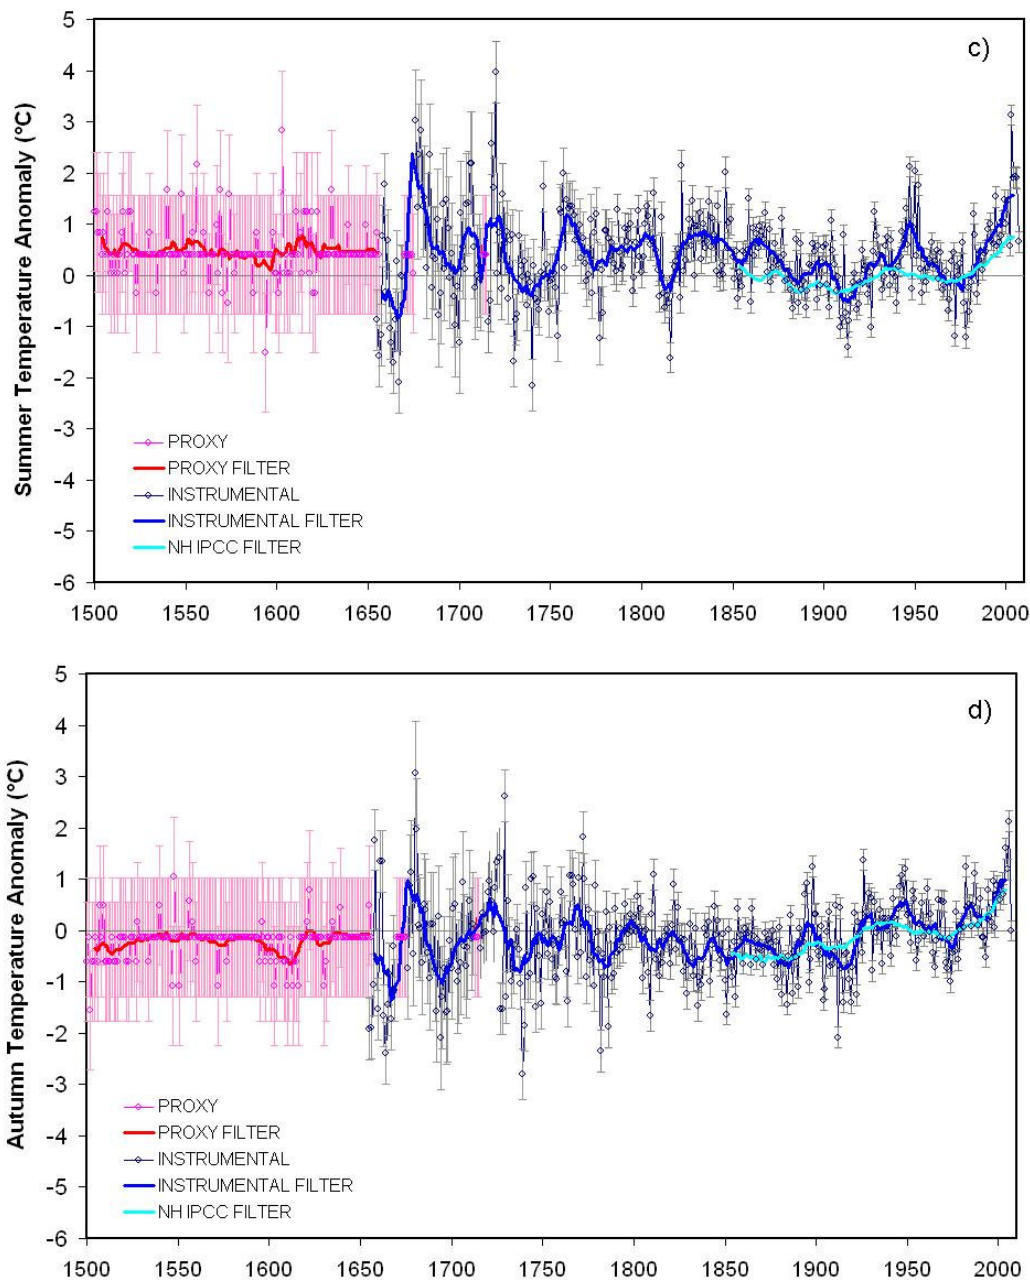 c)
Summer Temperature Anomaly (°C)
5
4
3
2
1
0
-1
-2
-3
-4
-5
-6
PROXY
PROXY FILTER
INSTRUMENTAL
INSTRUMENTAL FILTER
NH IPCC FILTER
1500 1550 1600 1650 1700 1750 1800 1850 1900 1950 2000
d)
Autumn Temperature Anomaly (°C)
5
4
3
2
1
0
-1
-2
-3
-4
-5
-6
PROXY
PROXY FILTER
INSTRUMENTAL
INSTRUMENTAL FILTER
NH IPCC FILTER
1500 1550 1600 1650 1700 1750 1800 1850 1900 1950 2000